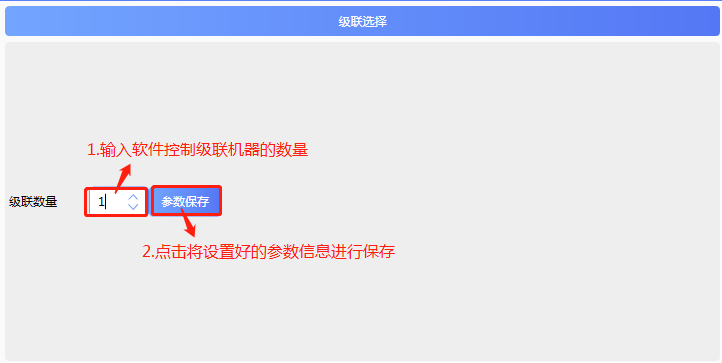 级联选择
1.输入软件控制级联机器的数量
级联数量
1
参数保存
2.点击将设置好的参数信息进行保存